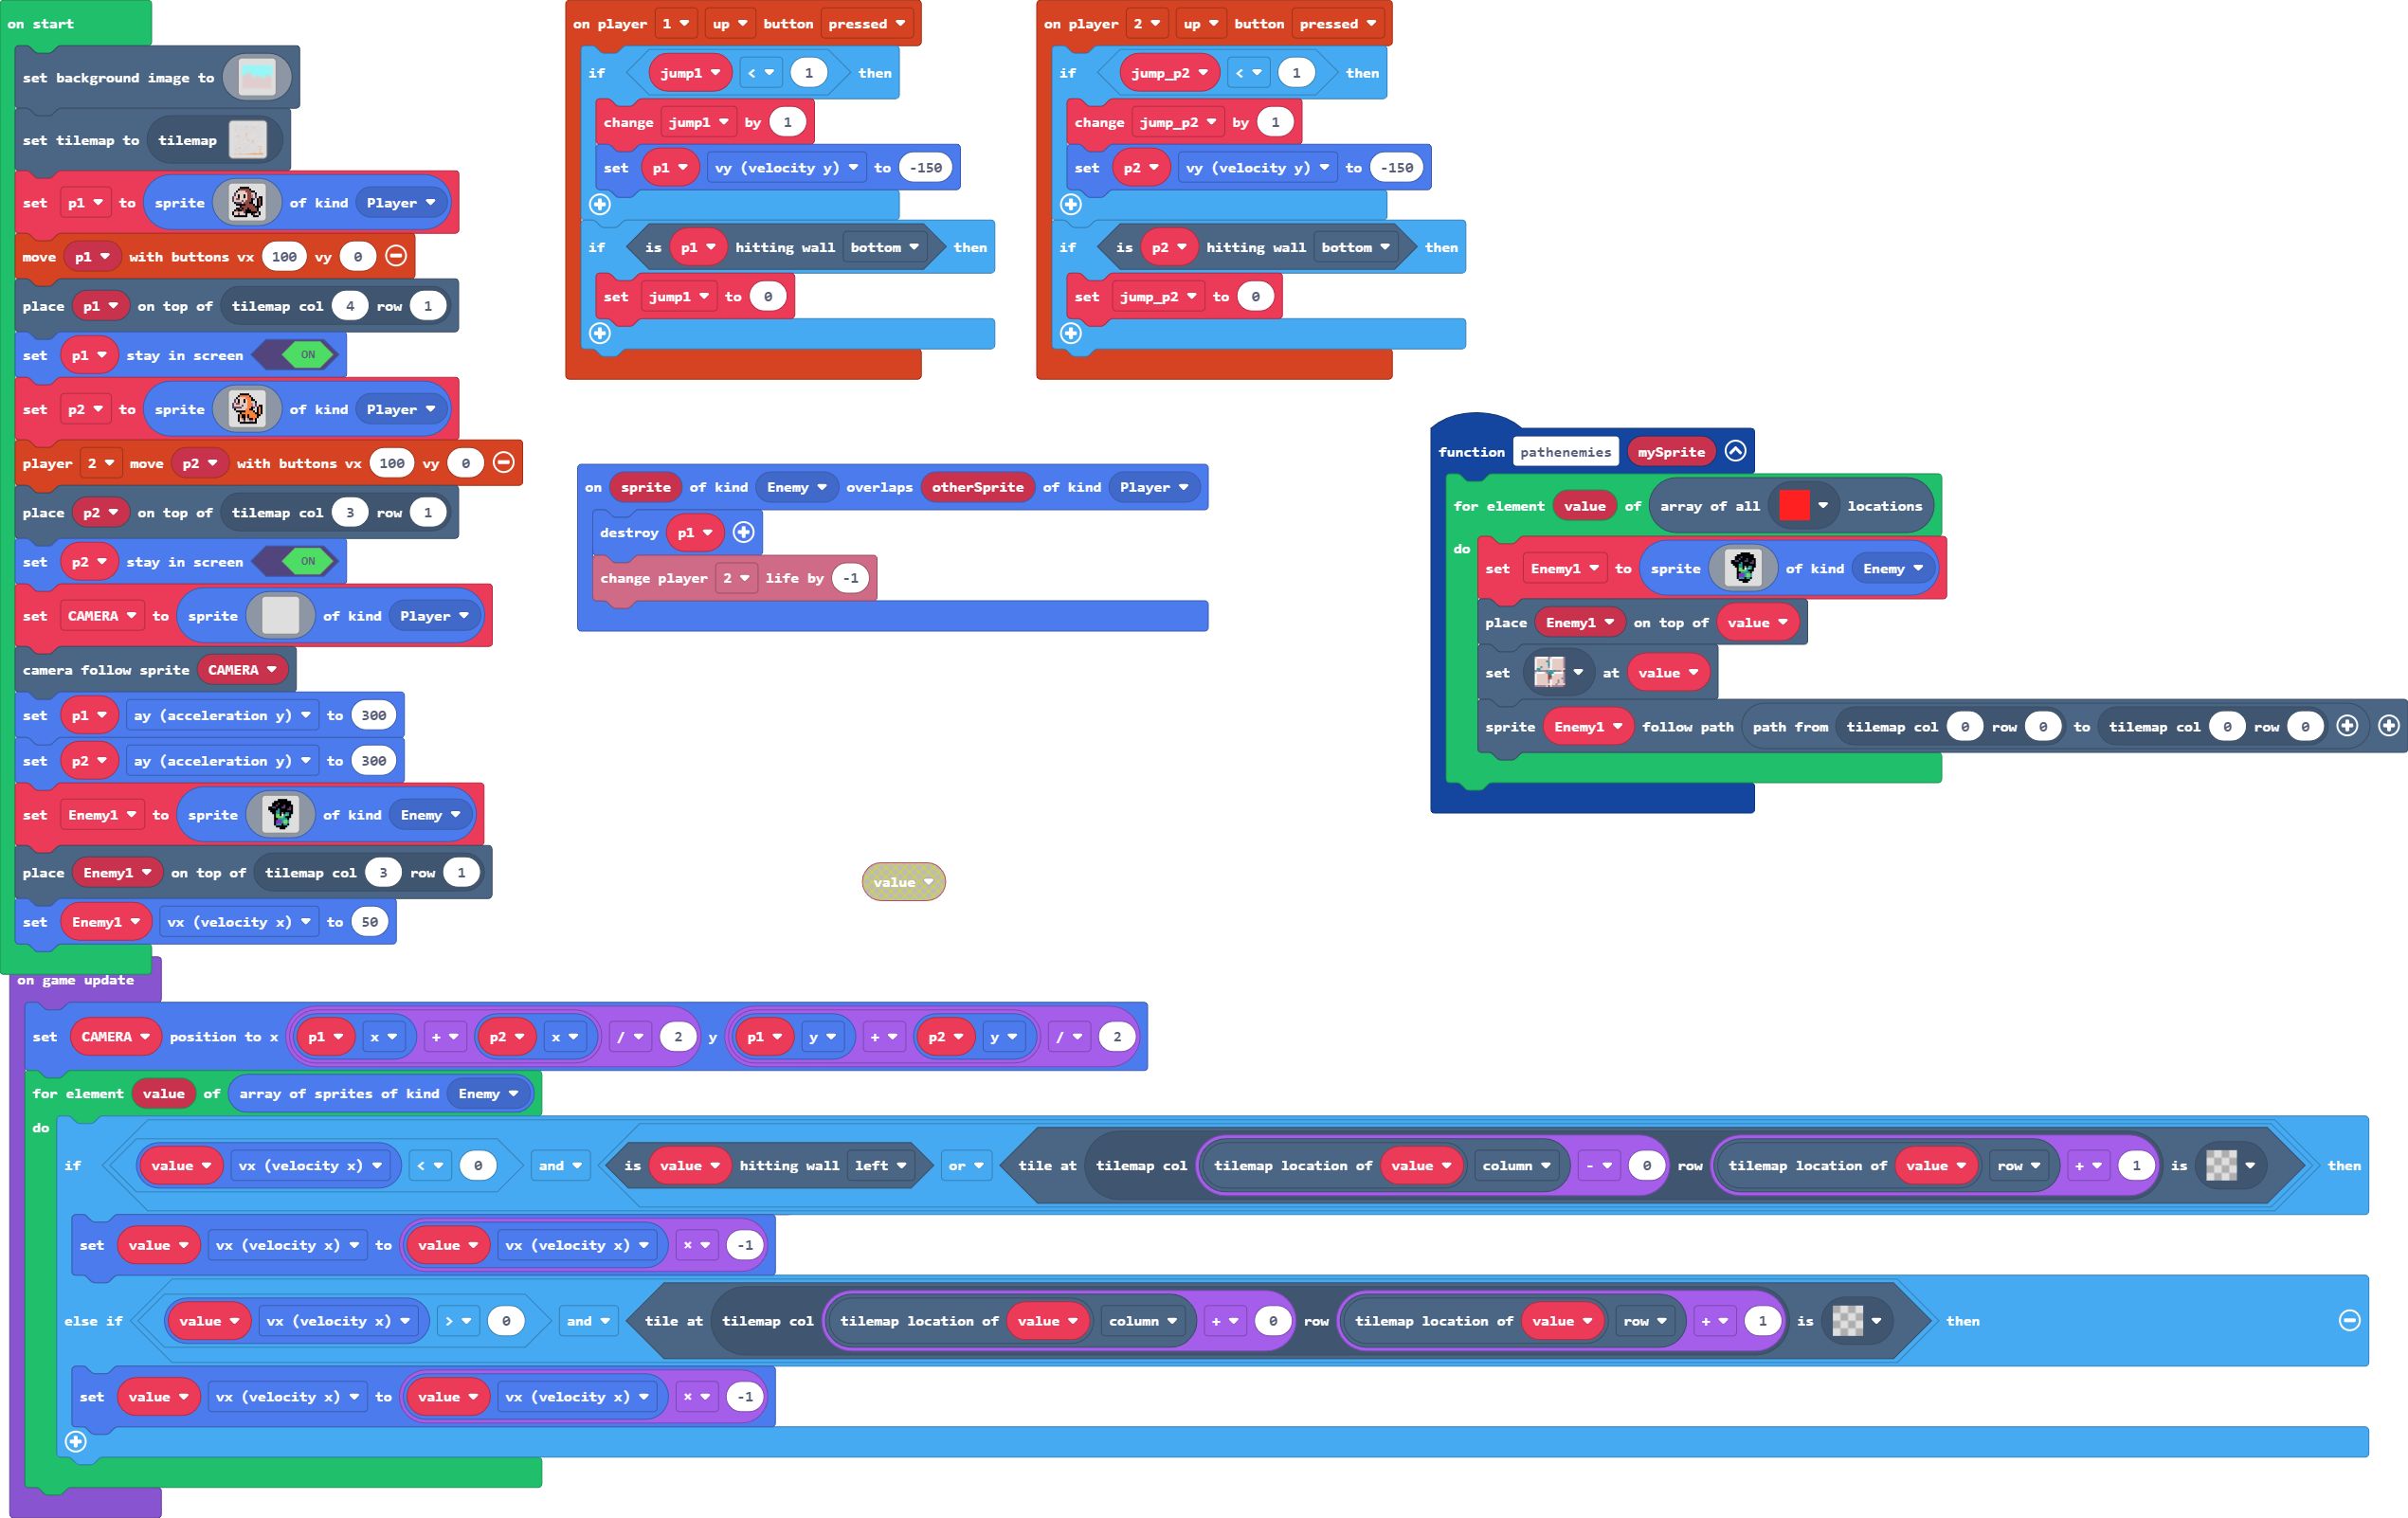 on start
set background image to
set tilemap to tilemap
set p1 to sprite of kind Player
move p1 with buttons vx 100 vy 0
place p1 on top of tilemap col 4 row 1
set p1 stay in screen ON
set p2 to sprite of kind Player
player 2 move p2 with buttons vx 100 vy 0
place p2 on top of tilemap col 3 row 1
set p2 stay in screen ON
set CAMERA to sprite of kind Player
camera follow sprite CAMERA
set p1 ay (acceleration y) to 300
set p2 ay (acceleration y) to 300
set Enemy1 to sprite of kind Enemy
place Enemy1 on top of tilemap col 3 row 1
set Enemy1 vx (velocity x) to 50
on player 1 up button pressed
if jump1 < 1 then
change jump1 by 1
set p1 vy (velocity y) to -150
if is p1 hitting wall bottom then
set jump1 to 0
on player 2 up button pressed
if jump_p2 < 1 then
change jump_p2 by 1
set p2 vy (velocity y) to -150
if is p2 hitting wall bottom then
set jump_p2 to 0
on sprite of kind Enemy overlaps otherSprite of kind Player
destroy p1
change player 2 life by -1
function pathenemies mySprite
for element value of array of all locations
do set Enemy1 to sprite of kind Enemy
place Enemy1 on top of value
set at value
sprite Enemy1 follow path path from tilemap col 0 row 0 to tilemap col 0 row 0
value
on game update
set CAMERA position to x p1 x + p2 x / 2 y p1 y + p2 y / 2
for element value of array of sprites of kind Enemy
do
if value vx (velocity x) < 0 and is value hitting wall left or tile at tilemap col tilemap location of value column - 0 row tilemap location of value row + 1 is then
set value vx (velocity x) to value vx (velocity x) × -1
else if value vx (velocity x) > 0 and tile at tilemap col tilemap location of value column + 0 row tilemap location of value row + 1 is then
set value vx (velocity x) to value vx (velocity x) × -1